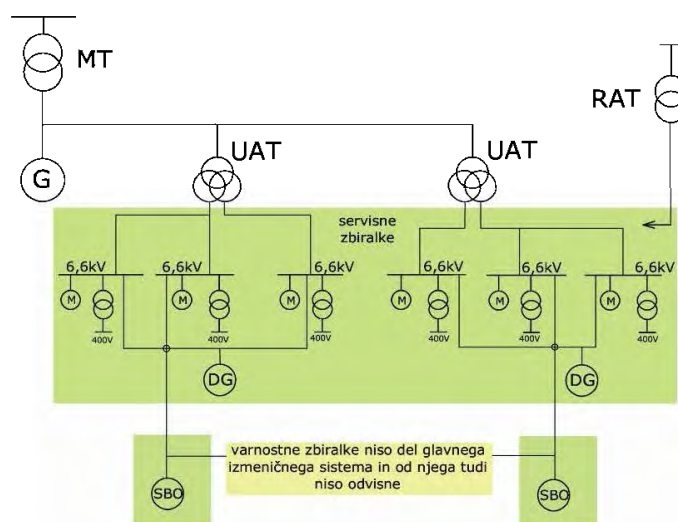 MT
RAT
UAT
UAT
G
servisne
zbiralke
6,6kV
6,6kV
6,6kV
6,6kV
6,6kV
6,6kV
M
M
M
M
M
M
400V
400V
400V
400V
400V
400V
DG
DG
varnostne zbiralke niso del glavnega
izmeničnega sistema in od njega tudi
niso odvisne
SBO
SBO